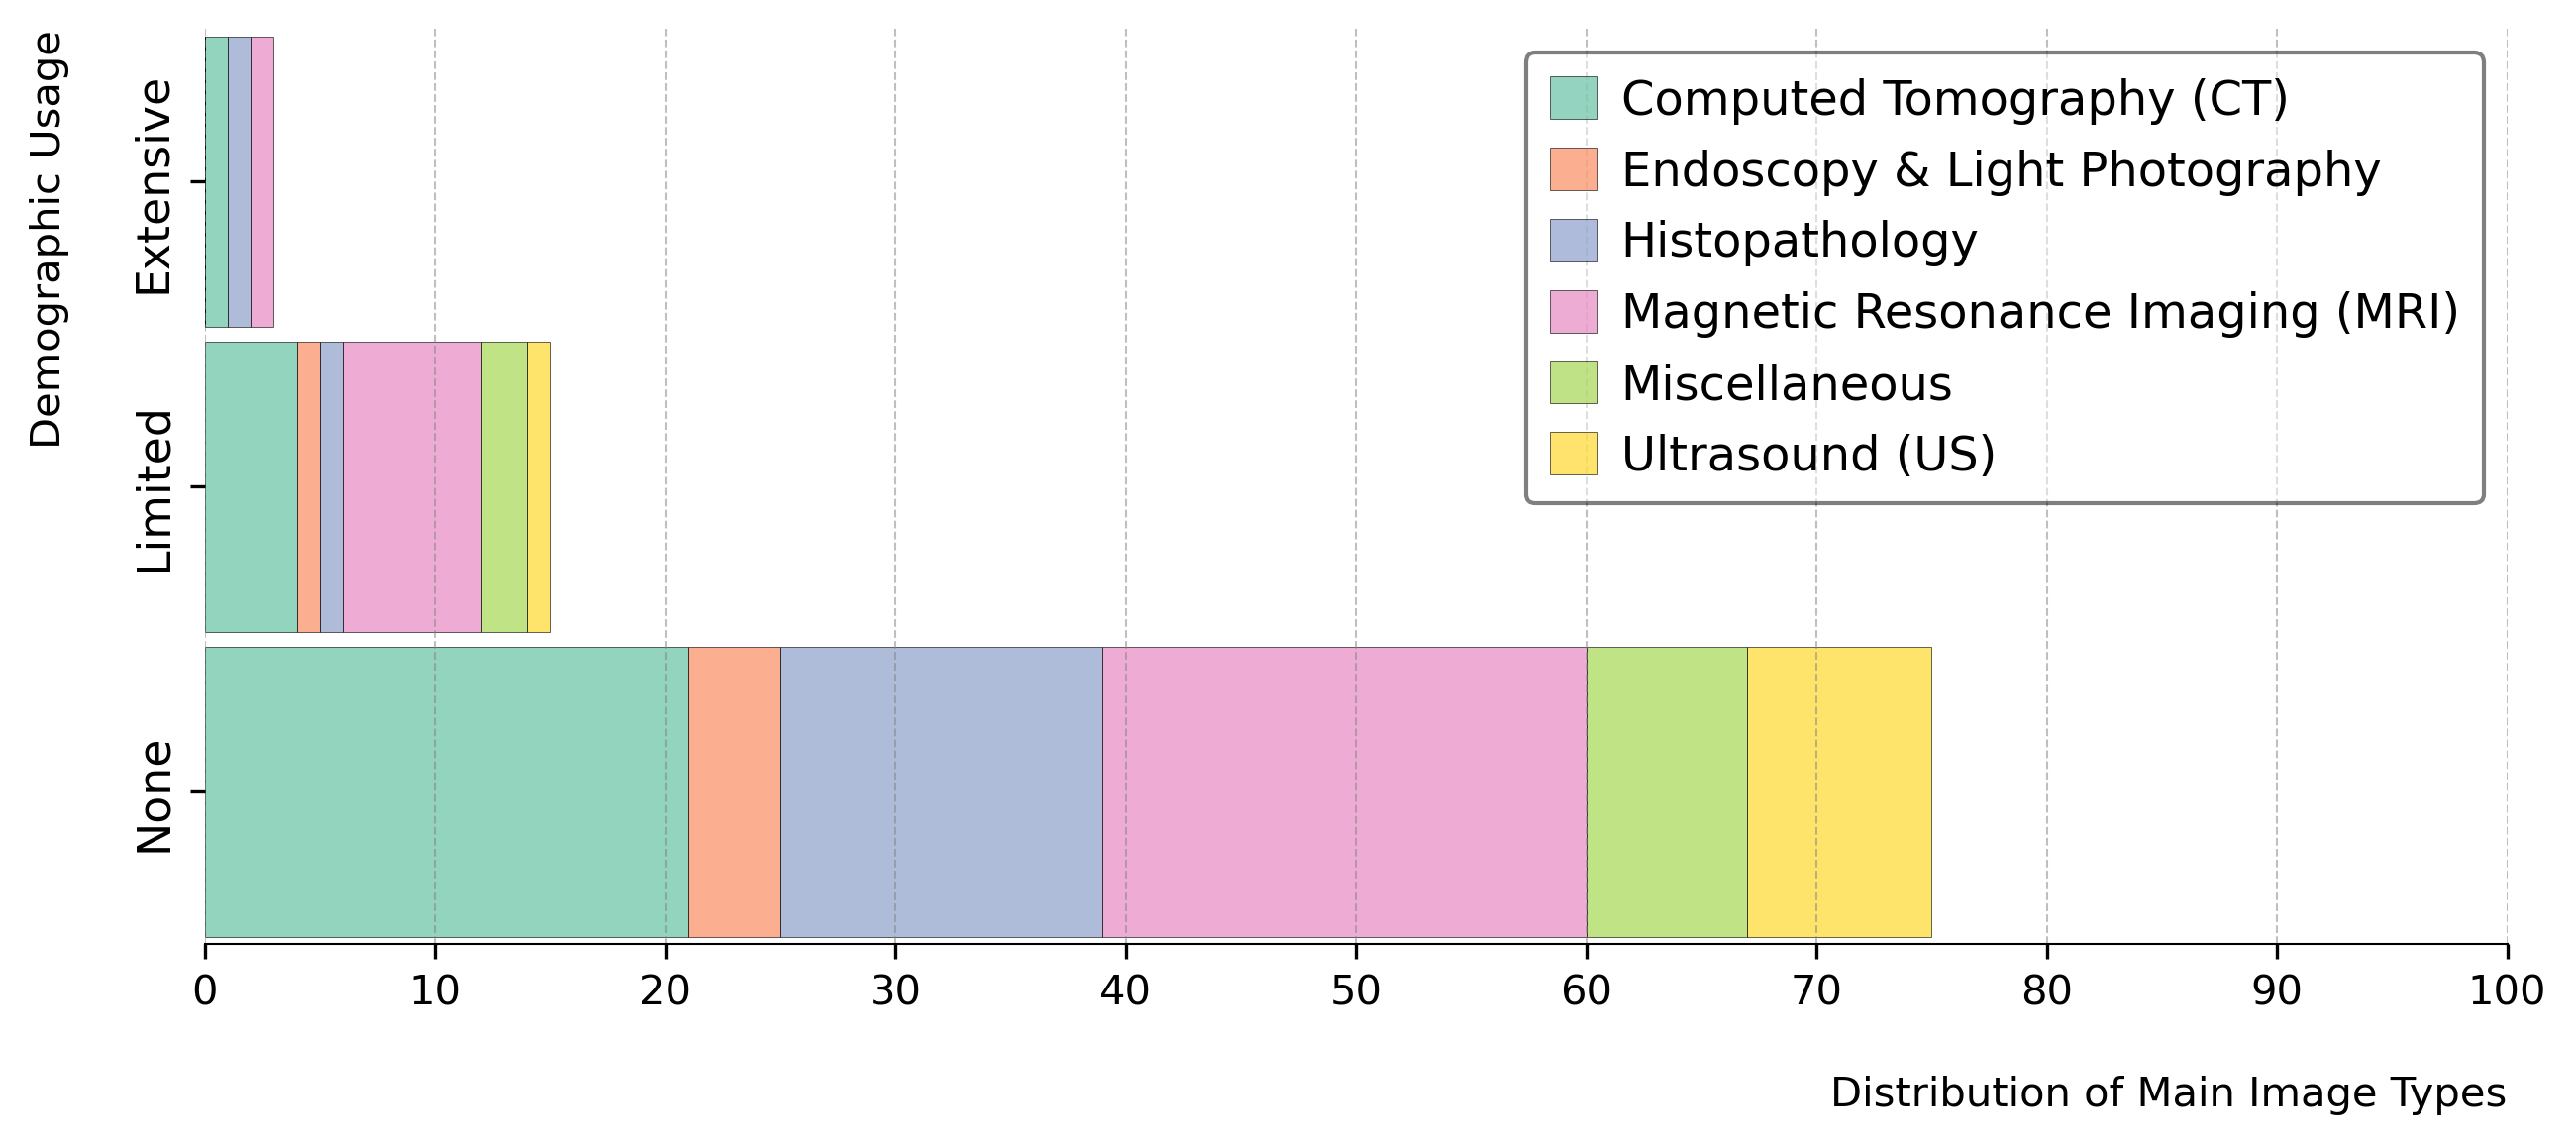 Demographic Usage
Extensive
Limited
None
Computed Tomography (CT)
Endoscopy & Light Photography
Histopathology
Magnetic Resonance Imaging (MRI)
Miscellaneous
Ultrasound (US)
0 10 20 30 40 50 60 70 80 90 100
Distribution of Main Image Types